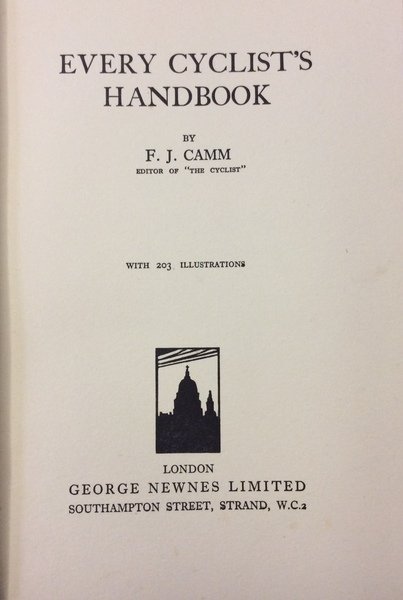 EVERY CYCLIST'S
HANDBOOK
BY
F. J. CAMM
EDITOR OF "THE CYCLIST"
WITH 203 ILLUSTRATIONS
LONDON
GEORGE NEWNES LIMITED
SOUTHAMPTON STREET, STRAND, W.C.2